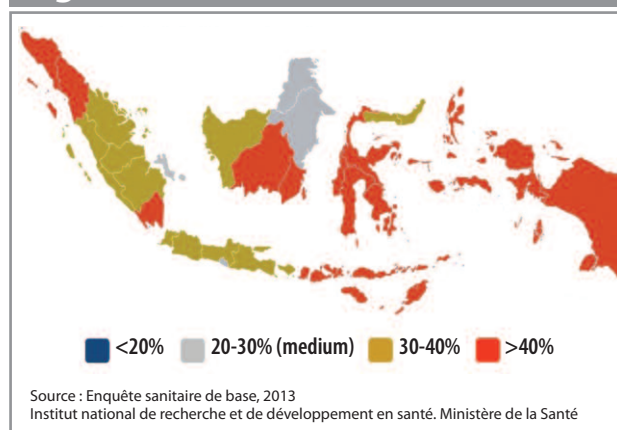 <20%
20-30% (medium)
30-40%
>40%
Source : Enquête sanitaire de base, 2013
Institut national de recherche et de développement en santé. Ministère de la Santé